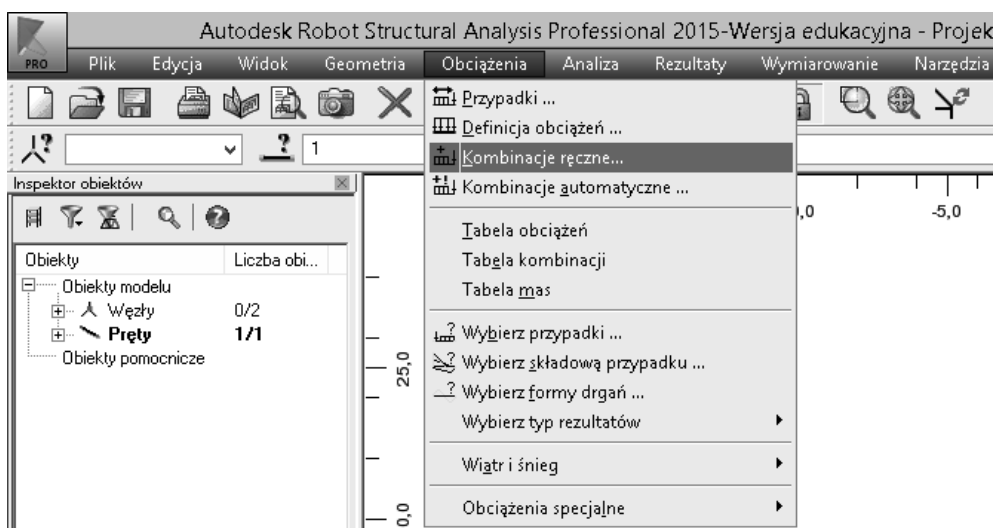 Autodesk Robot Structural Analysis Professional 2015-Wersja edukacyjna - Projek
PRO
Plik Edycja Widok Geometria Obciążenia Analiza Rezultaty Wymiarowanie Narzędzia
1
Inspektor obiektów
Obiekty Liczba obi...
Obiekty modelu
Węzły 0/2
Pręty 1/1
Obiekty pomocnicze
Przypadki ...
Definicja obciążeń ...
Kombinacje ręczne...
Kombinacje automatyczne ...
Tabela obciążeń
Tabela kombinacji
Tabela mas
Wybierz przypadki ...
Wybierz składową przypadku ...
Wybierz formy drgań ...
Wybierz typ rezultatów
Wiatr i śnieg
Obciążenia specjalne
-5,0
25,0